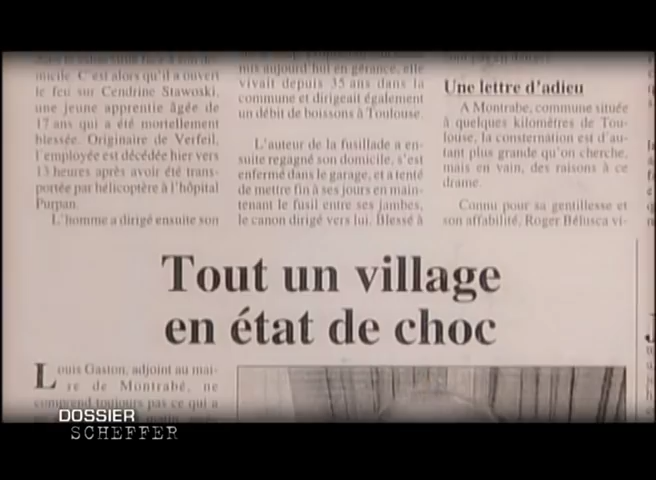 micile. C'est alors qu'il a ouvert
le feu sur Cendrine Stawoski,
une jeune apprentie âgée de
17 ans qui a été mortellement
blessée. Originaire de Verfeil,
l'employée est décédée hier vers
13 heures après avoir été trans-
portée par hélicoptère à l'hôpital
Purpan.
L'homme a dirigé ensuite son
mis aujourd'hui en gérance, elle
vivait depuis 35 ans dans la
commune et dirigeait également
un débit de boissons à Toulouse.
L'auteur de la fusillade a en-
suite regagné son domicile, s'est
enfermé dans le garage, et a tenté
de mettre fin à ses jours en main-
tenant le fusil entre ses jambes,
le canon dirigé vers lui. Blessé à
Une lettre d'adieu
A Montrabe, commune située
à quelques kilomètres de Tou-
louse, la consternation est d'au-
tant plus grande qu'on cherche,
mais en vain, des raisons à ce
drame.
Connu pour sa gentillesse et
son affabilité, Roger Bélusca vi-
Tout un village
en état de choc
Louis Gaston, adjoint au mai-
re de Montrabé, ne
comprend toujours pas ce qui a
DOSSIER
SCHEFFER